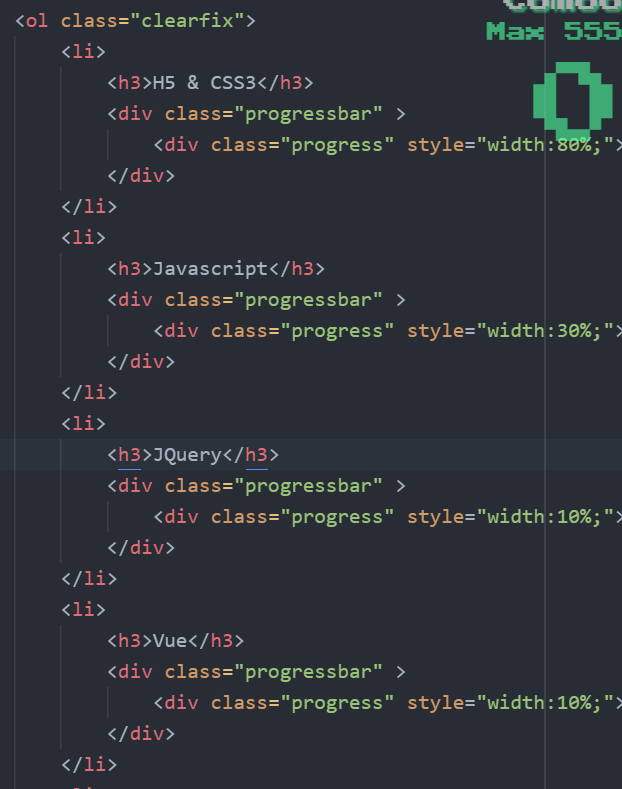 Max 555
0
<ol class="clearfix">
<li>
<h3>H5 & CSS3</h3>
<div class="progressbar" >
<div class="progress" style="width:80%;">
</div>
</li>
<li>
<h3>Javascript</h3>
<div class="progressbar" >
<div class="progress" style="width:30%;">
</div>
</li>
<li>
<h3>JQuery</h3>
<div class="progressbar" >
<div class="progress" style="width:10%;">
</div>
</li>
<li>
<h3>Vue</h3>
<div class="progressbar" >
<div class="progress" style="width:10%;">
</div>
</li>